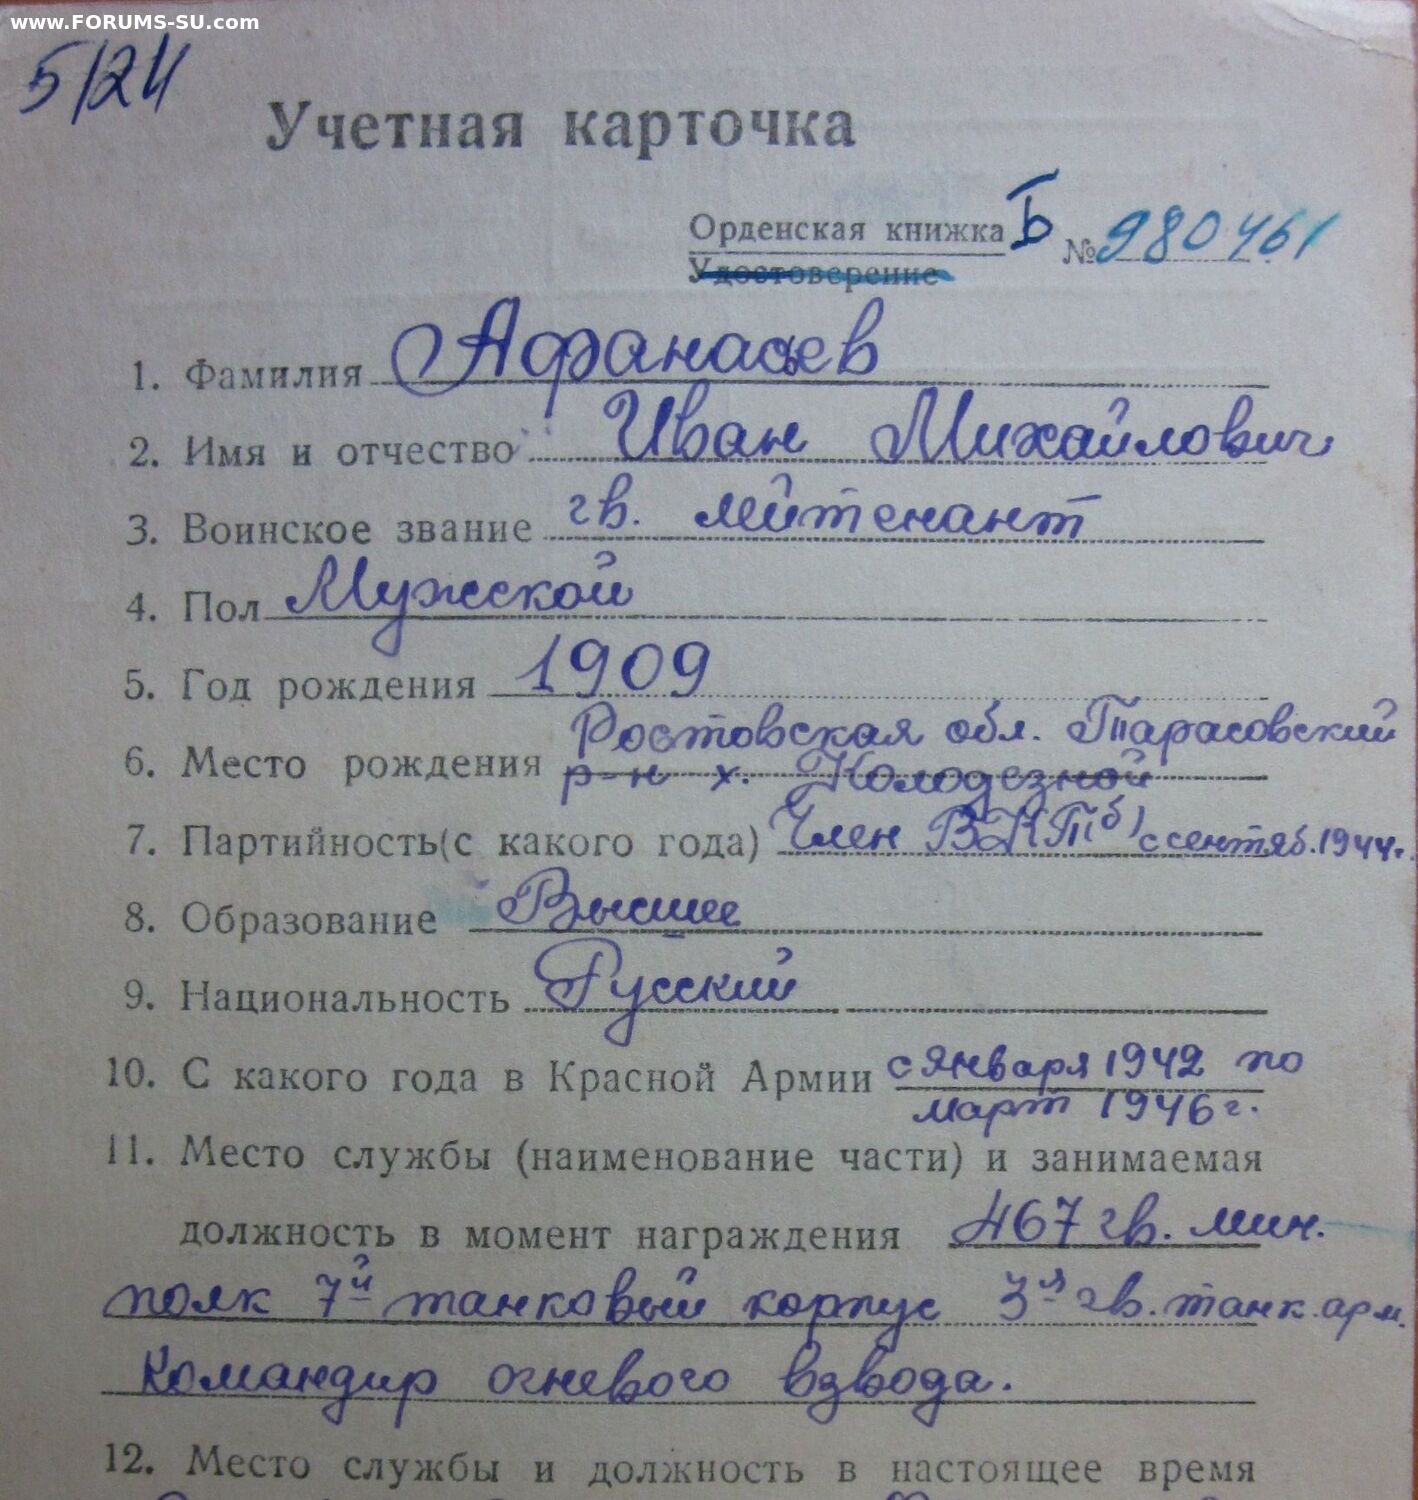 www.FORUMS-SU.com
5/24
Учетная карточка
Орденская книжка Б № 980461
Удостоверение
1. Фамилия Афанасьев
2. Имя и отчество Иван Михайлович
3. Воинское звание гв. лейтенант
4. Пол Мужской
5. Год рождения 1909
Ростовская обл. Тарасовский
6. Место рождения р-н х. Колодезной
7. Партийность (с какого года) Член ВКП б) с сентяб. 1944г.
8. Образование Высшее
9. Национальность Русский
10. С какого года в Красной Армии с января 1942 по
март 1946 г.
11. Место службы (наименование части) и занимаемая
должность в момент награждения 467 гв. мин.
полк 7й танковый корпус 3я гв. танк. арм.
Командир огневого взвода.
12. Место службы и должность в настоящее время